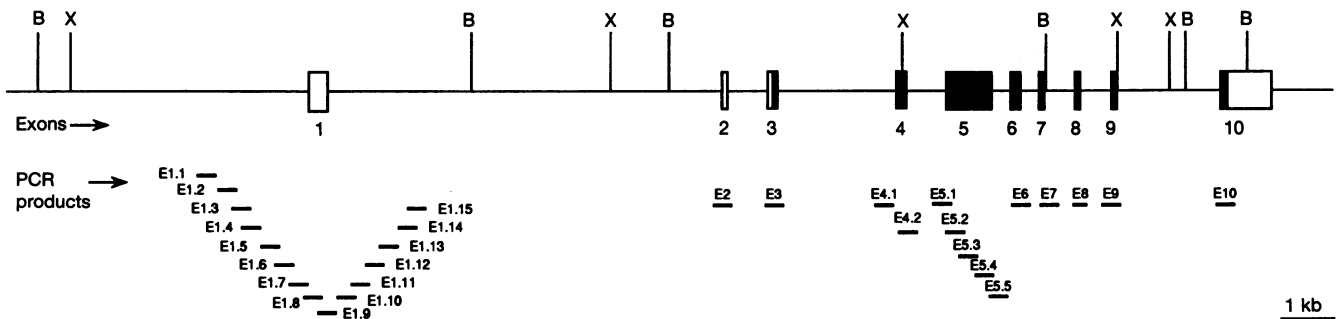 B X B X B X B X X B B
Exons
1 2 3 4 5 6 7 8 9 10
PCR
products
E1.1
E1.2
E1.3
E1.4
E1.5
E1.6
E1.7
E1.8
E1.9
E1.10
E1.11
E1.12
E1.13
E1.14
E1.15
E2 E3 E4.1 E5.1 E6 E7 E8 E9 E10
E4.2 E5.2
E5.3
E5.4
E5.5
1 kb